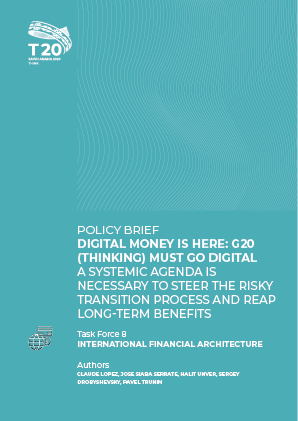 T20
SAUDI ARABIA 2020
THINK
POLICY BRIEF
DIGITAL MONEY IS HERE: G20
(THINKING) MUST GO DIGITAL
A SYSTEMIC AGENDA IS
NECESSARY TO STEER THE RISKY
TRANSITION PROCESS AND REAP
LONG-TERM BENEFITS
Task Force 8
INTERNATIONAL FINANCIAL ARCHITECTURE
Authors
CLAUDE LOPEZ, JOSE SIABA SERRATE, HALIT UNVER, SERGEY
DROBYSHEVSKY, PAVEL TRUNIN